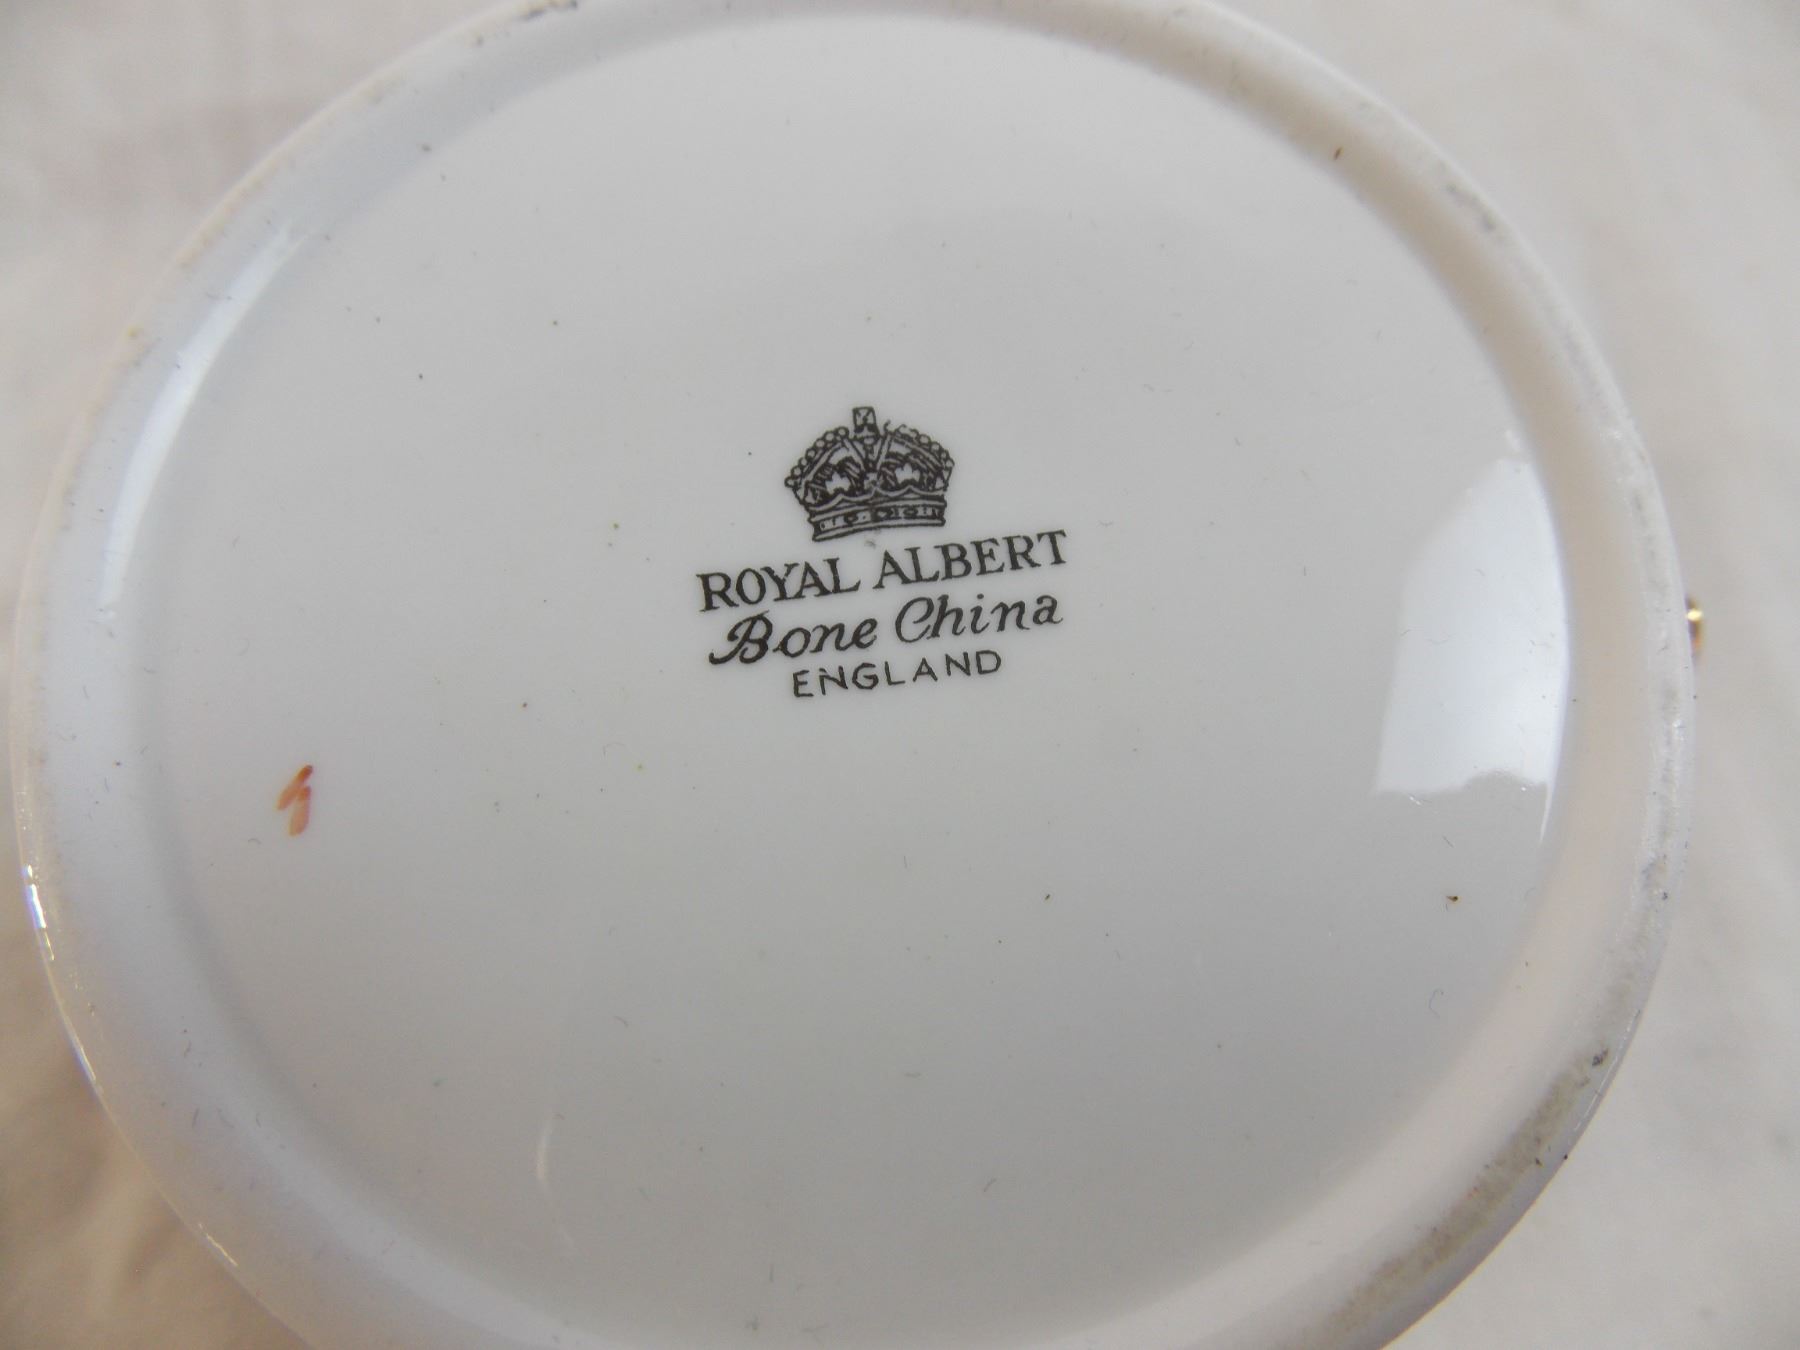 ROYAL ALBERT
Bone China
ENGLAND